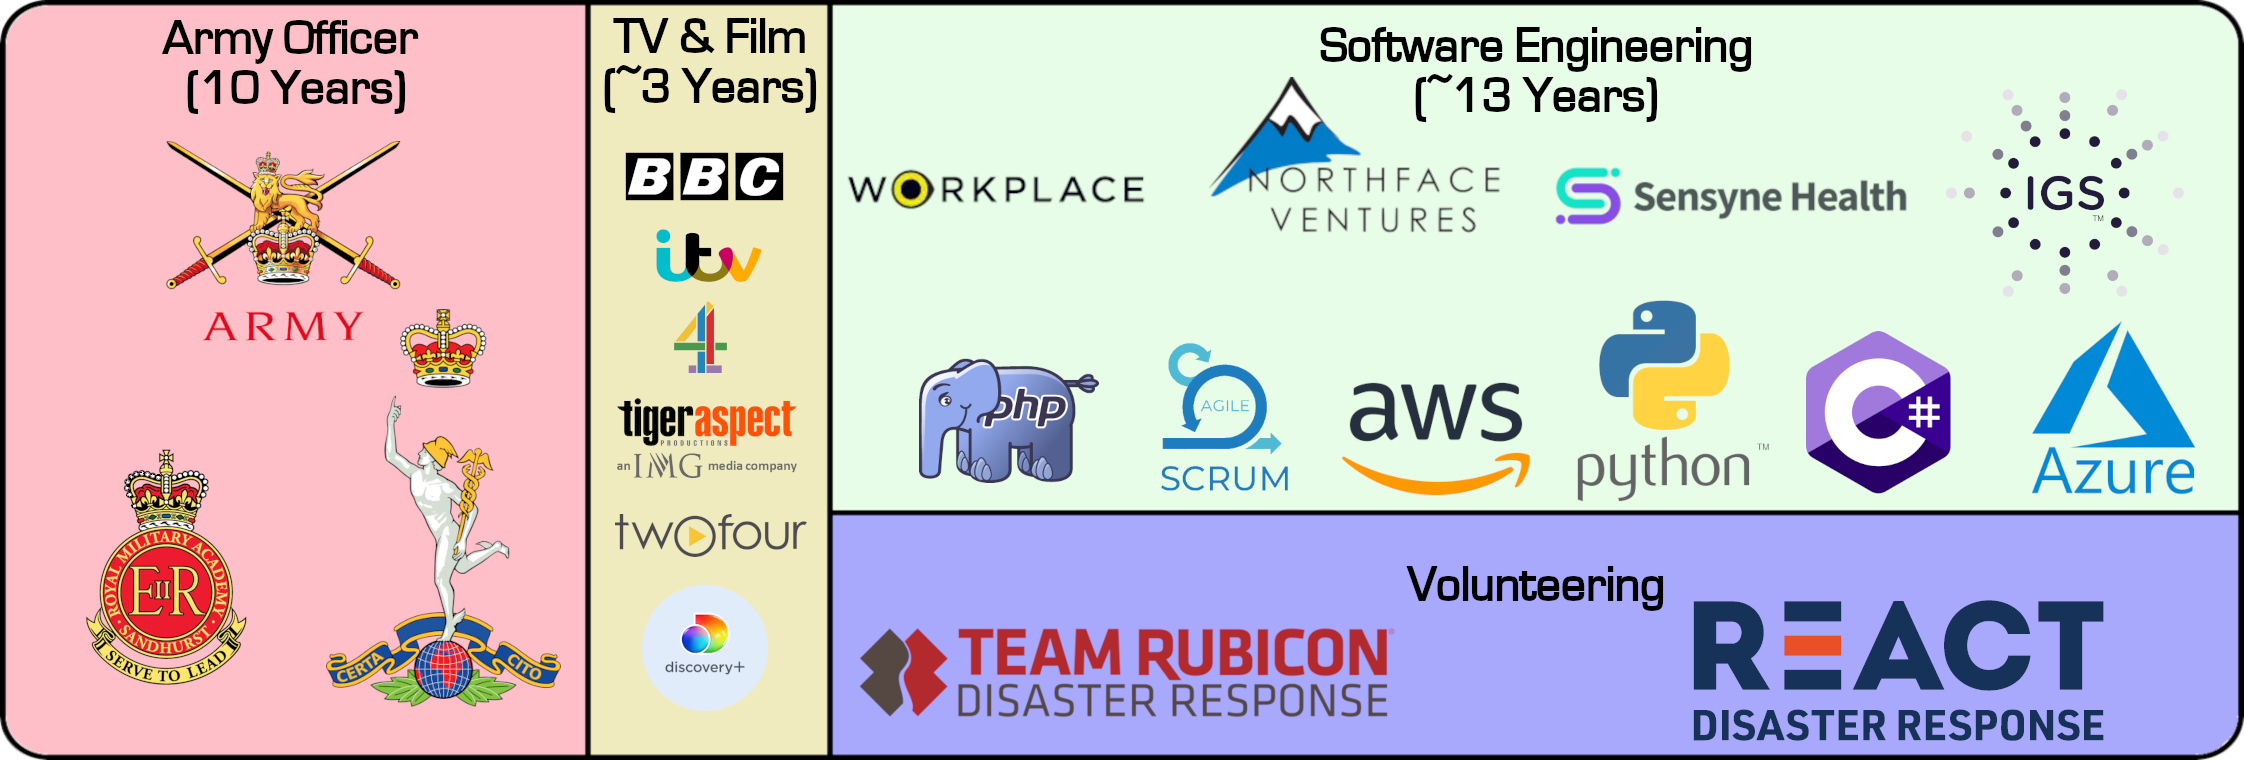 Army Officer
(10 Years)
ARMY
ROYAL MILITARY ACADEMY
EIIR
SANDHURST
SERVE TO LEAD
CERTA CITO
TV & Film
(~3 Years)
BBC
itv
4
tigeraspect
PRODUCTIONS
an IMG media company
twofour
discovery+
Software Engineering
(~13 Years)
WORKPLACE
NORTHFACE
VENTURES
Sensyne Health
IGS
TM
php
AGILE
SCRUM
aws
python
TM
C#
Azure
Volunteering
TEAM RUBICON®
DISASTER RESPONSE
REACT
DISASTER RESPONSE